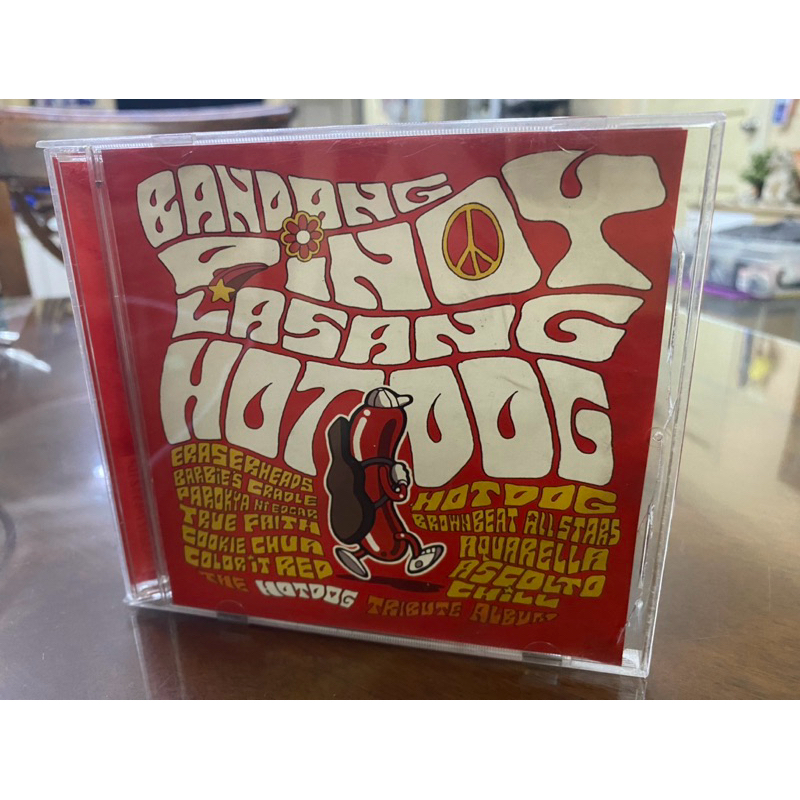 BANDANG
PINOY
LASANG
HOTDOG
ERASERHEADS
BARBIE'S CRADLE
PAROKYA NI EDGAR
TRUE FAITH
COOKIE CHUA
COLOR IT RED
HOTDOG
BROWNBEAT ALL STARS
AQUARELLA
ASCOLTO
CHiLL
THE HOTDOG TRIBUTE ALBUM